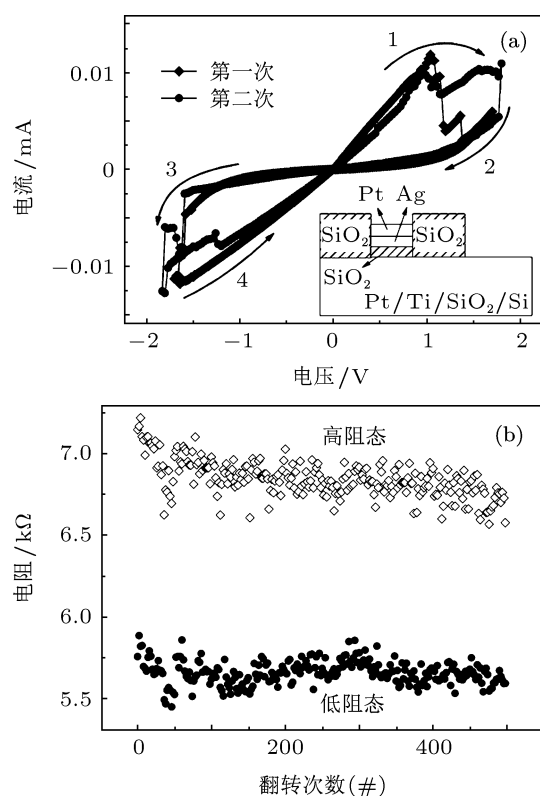 (a)
1
第一次
第二次
0.01
3
2
0
Pt Ag
4
SiO₂ SiO₂
-0.01
SiO₂
Pt/Ti/SiO₂/Si
-2 -1 0 1 2
电压/V
电流/mA
(b)
高阻态
7.0
6.5
6.0
5.5
低阻态
0 200 400
翻转次数(#)
电阻/kΩ